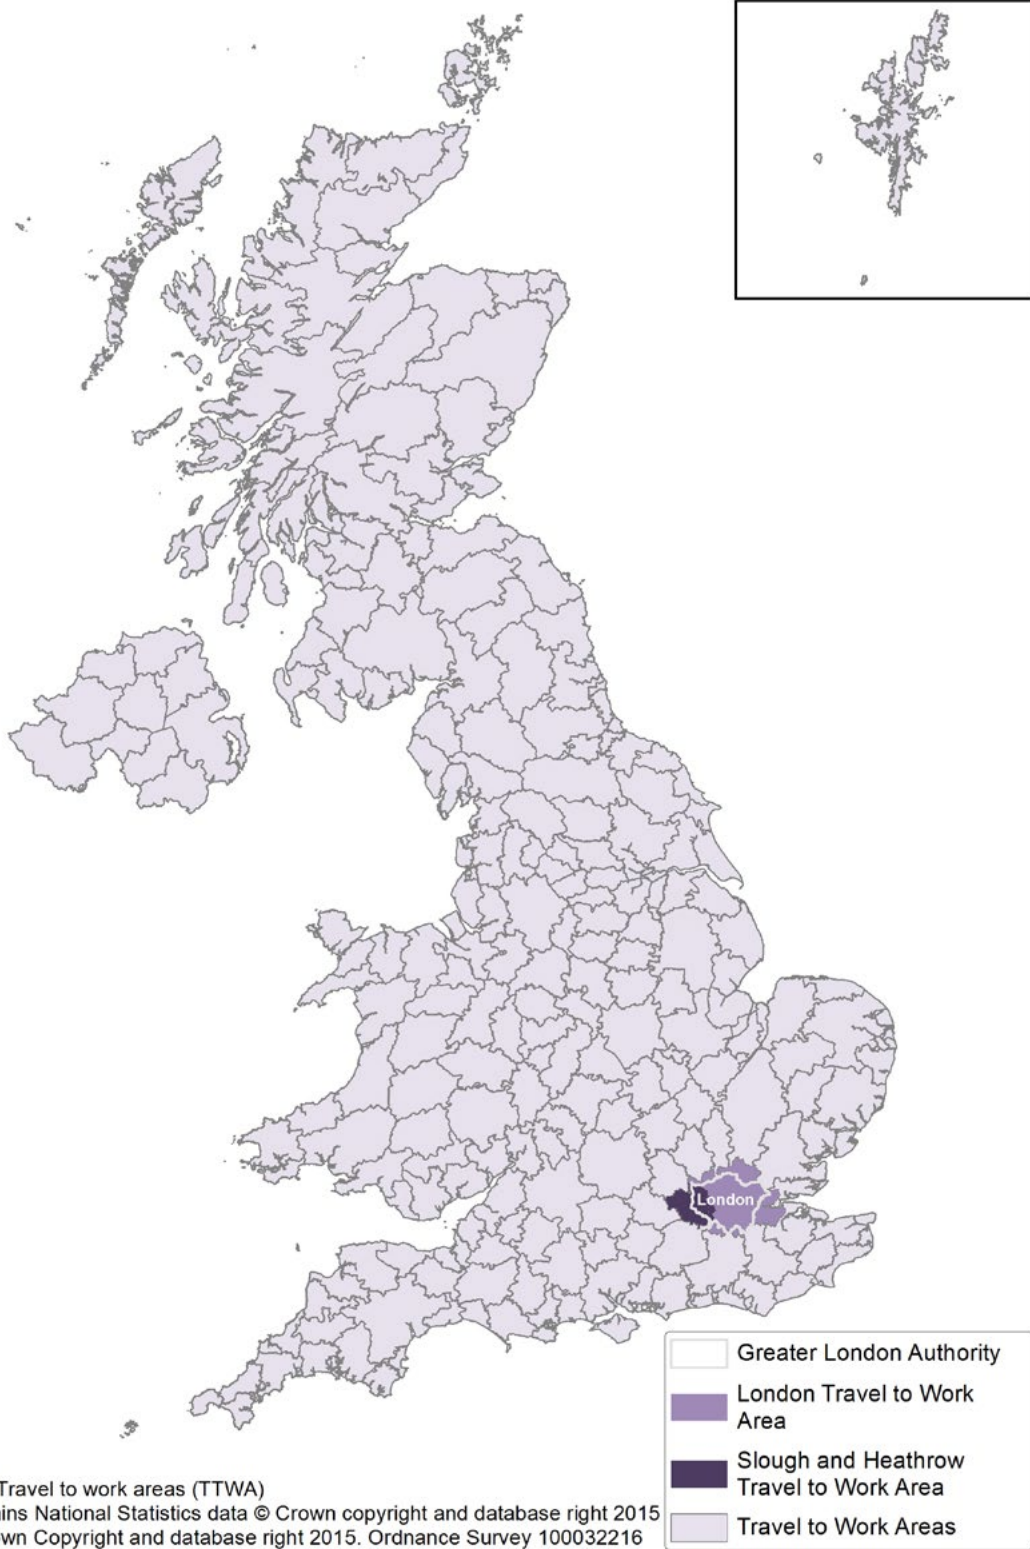 London
Greater London Authority
London Travel to Work
Area
Slough and Heathrow
Travel to Work Area
Travel to Work Areas
Travel to work areas (TTWA)
ins National Statistics data © Crown copyright and database right 2015
wn Copyright and database right 2015. Ordnance Survey 100032216